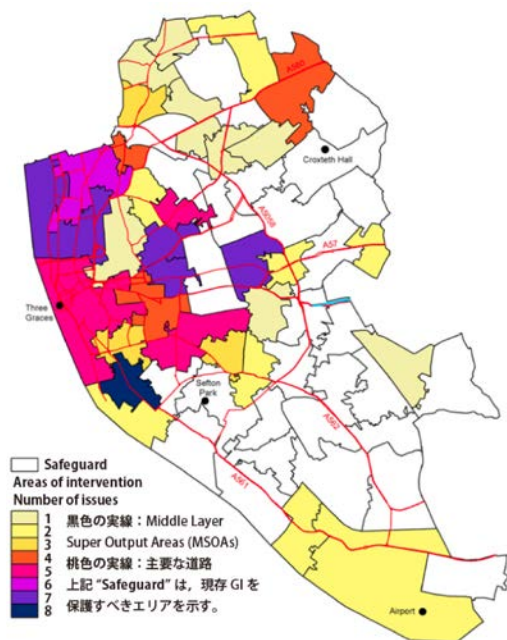 A580
Croxteth Hall
A5058
A57
Three Graces
Sefton Park
A562
A561
Airport
Safeguard
Areas of intervention
Number of issues
1 黒色の実線：Middle Layer
2 Super Output Areas (MSOAs)
3
4 桃色の実線：主要な道路
5
6 上記 “Safeguard” は，現存 GI を
7 保護すべきエリアを示す。
8